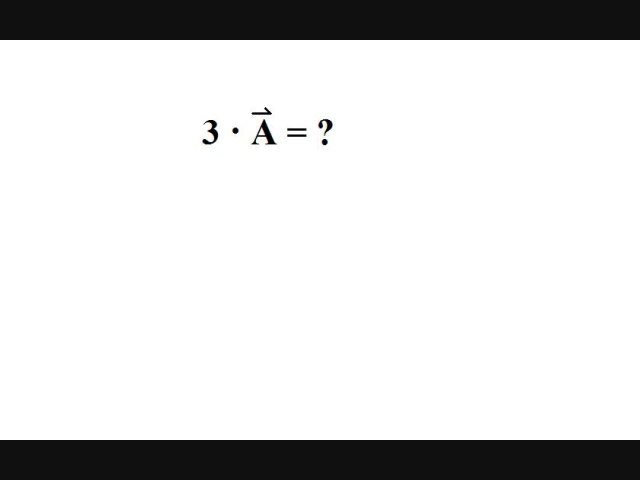 3 · A⃗ = ?